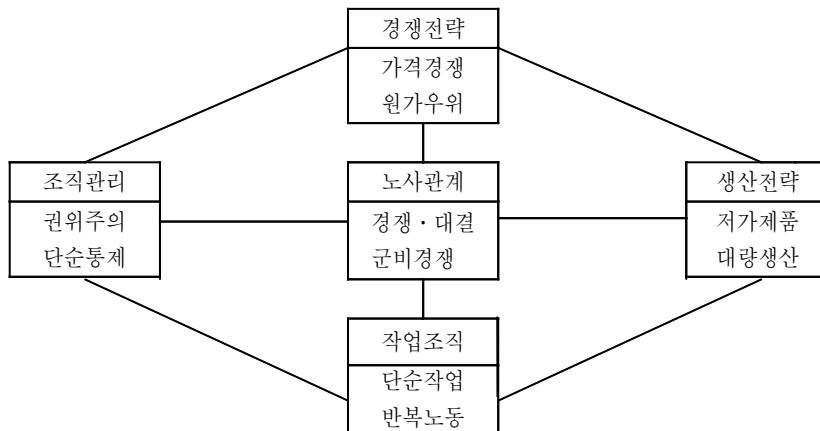 경쟁전략
가격경쟁
원가우위
조직관리
권위주의
단순통제
노사관계
경쟁·대결
군비경쟁
생산전략
저가제품
대량생산
작업조직
단순작업
반복노동